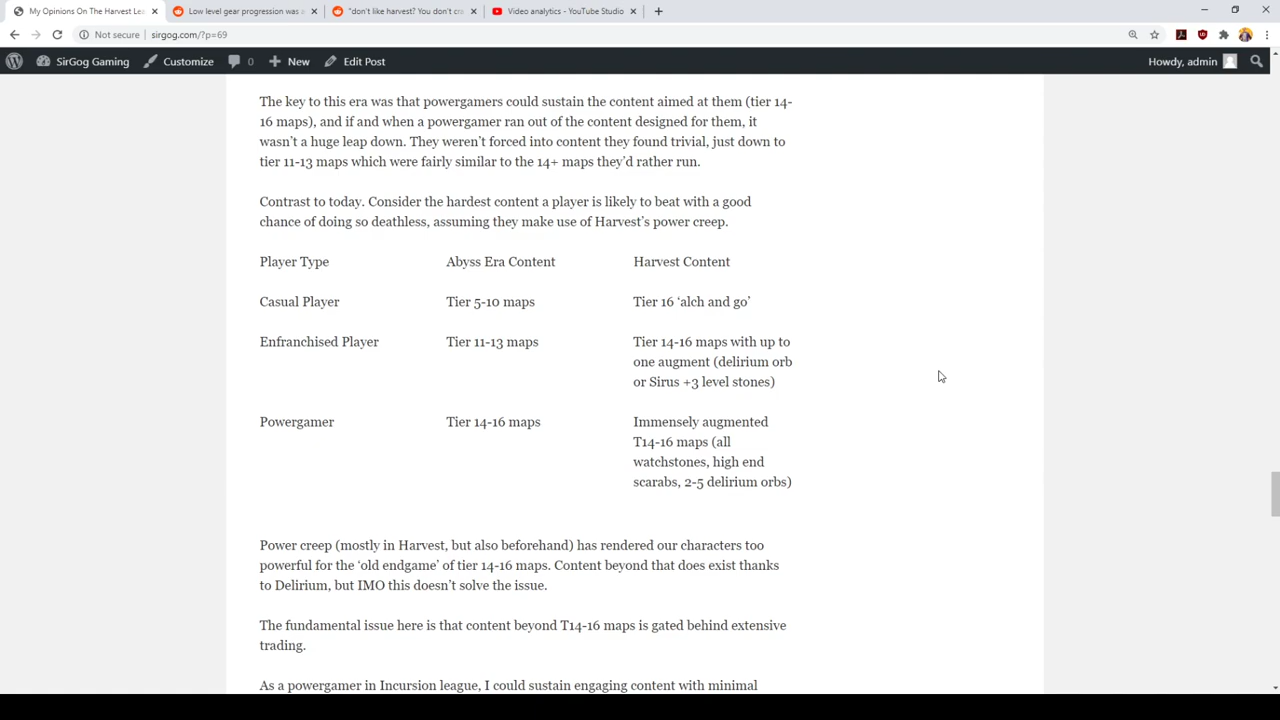 My Opinions On The Harvest Lea
Low level gear progression was a
"don't like harvest? You don't cra
Video analytics - YouTube Studio
Not secure | sirgog.com/?p=69
SirGog Gaming Customize 0 New Edit Post Howdy, admin
The key to this era was that powergamers could sustain the content aimed at them (tier 14-
16 maps), and if and when a powergamer ran out of the content designed for them, it
wasn't a huge leap down. They weren't forced into content they found trivial, just down to
tier 11-13 maps which were fairly similar to the 14+ maps they'd rather run.
Contrast to today. Consider the hardest content a player is likely to beat with a good
chance of doing so deathless, assuming they make use of Harvest's power creep.
Player Type Abyss Era Content Harvest Content
Casual Player Tier 5-10 maps Tier 16 'alch and go'
Enfranchised Player Tier 11-13 maps Tier 14-16 maps with up to
one augment (delirium orb
or Sirus +3 level stones)
Powergamer Tier 14-16 maps Immensely augmented
T14-16 maps (all
watchstones, high end
scarabs, 2-5 delirium orbs)
Power creep (mostly in Harvest, but also beforehand) has rendered our characters too
powerful for the 'old endgame' of tier 14-16 maps. Content beyond that does exist thanks
to Delirium, but IMO this doesn't solve the issue.
The fundamental issue here is that content beyond T14-16 maps is gated behind extensive
trading.
As a powergamer in Incursion league, I could sustain engaging content with minimal